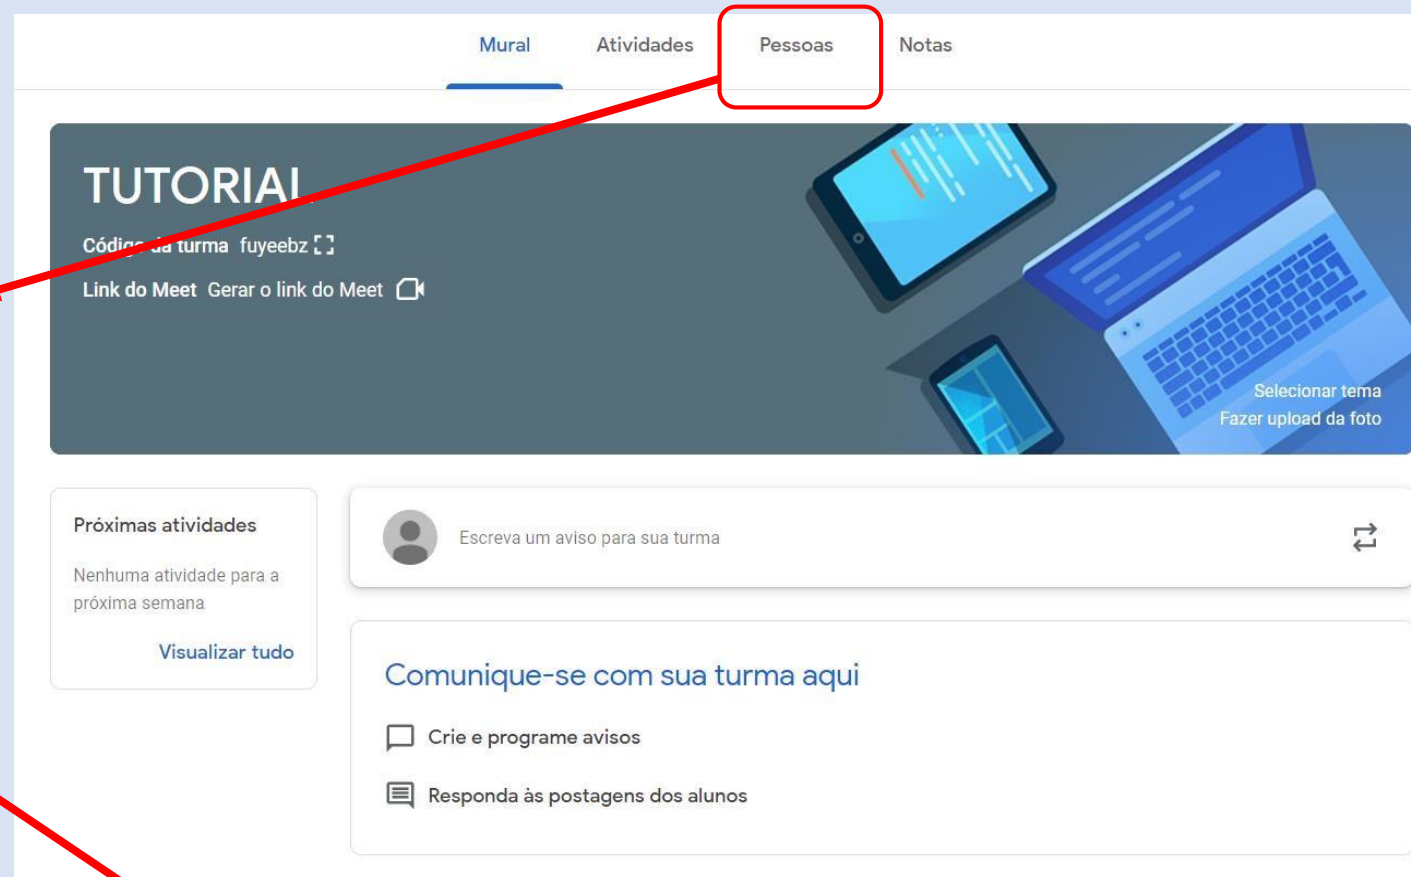 Mural Atividades Pessoas Notas
TUTORIAL
Código da turma fuyeebz
Link do Meet Gerar o link do Meet
Selecionar tema
Fazer upload da foto
Próximas atividades
Nenhuma atividade para a
próxima semana
Visualizar tudo
Escreva um aviso para sua turma
Comunique-se com sua turma aqui
Crie e programe avisos
Responda às postagens dos alunos